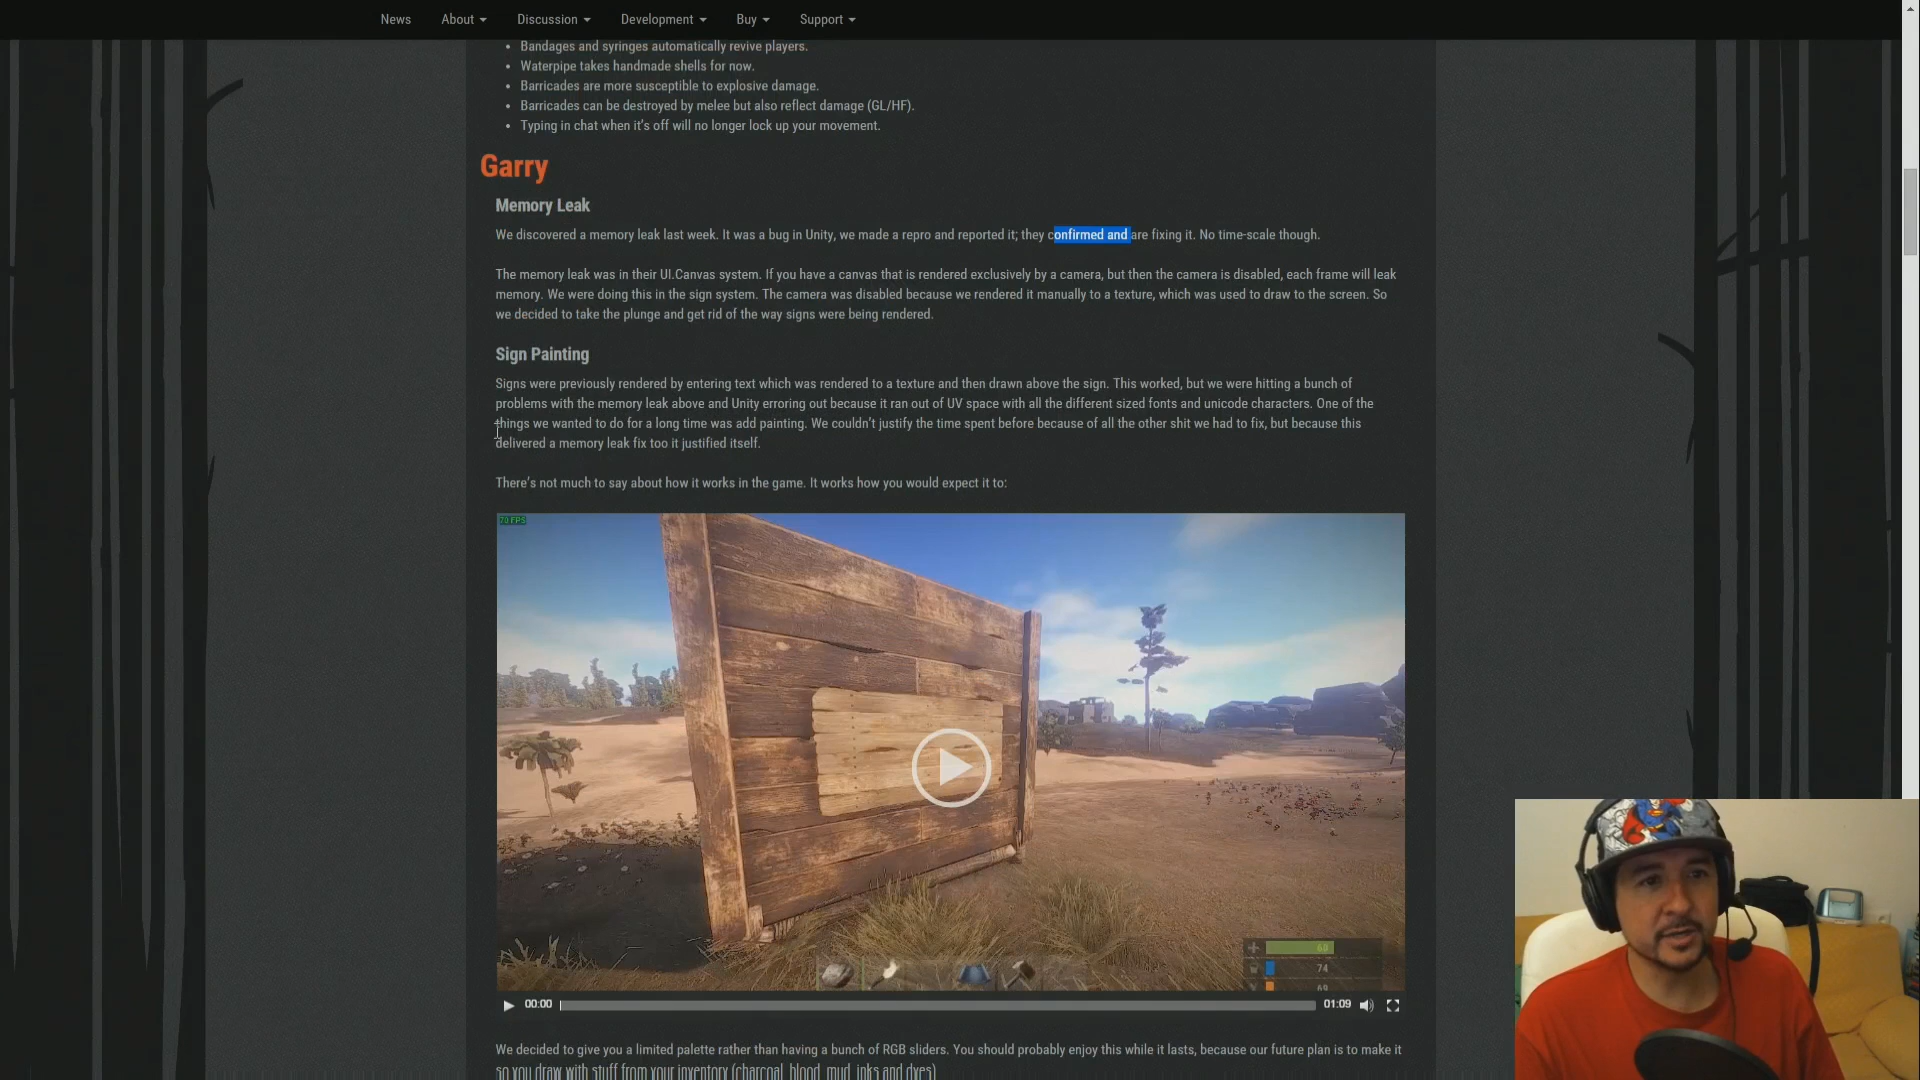 News About Discussion Development Buy Support
Bandages and syringes automatically revive players.
Waterpipe takes handmade shells for now.
Barricades are more susceptible to explosive damage.
Barricades can be destroyed by melee but also reflect damage (GL/HF).
Typing in chat when it's off will no longer lock up your movement.
Garry
Memory Leak
We discovered a memory leak last week. It was a bug in Unity, we made a repro and reported it; they confirmed and are fixing it. No time-scale though.
The memory leak was in their UI.Canvas system. If you have a canvas that is rendered exclusively by a camera, but then the camera is disabled, each frame will leak
memory. We were doing this in the sign system. The camera was disabled because we rendered it manually to a texture, which was used to draw to the screen. So
we decided to take the plunge and get rid of the way signs were being rendered.
Sign Painting
Signs were previously rendered by entering text which was rendered to a texture and then drawn above the sign. This worked, but we were hitting a bunch of
problems with the memory leak above and Unity erroring out because it ran out of UV space with all the different sized fonts and unicode characters. One of the
things we wanted to do for a long time was add painting. We couldn't justify the time spent before because of all the other shit we had to fix, but because this
delivered a memory leak fix too it justified itself.
There's not much to say about how it works in the game. It works how you would expect it to:
70 FPS
60
74
69
00:00 01:09
We decided to give you a limited palette rather than having a bunch of RGB sliders. You should probably enjoy this while it lasts, because our future plan is to make it
so you draw with stuff from your inventory (charcoal, blood, mud, inks and dyes)